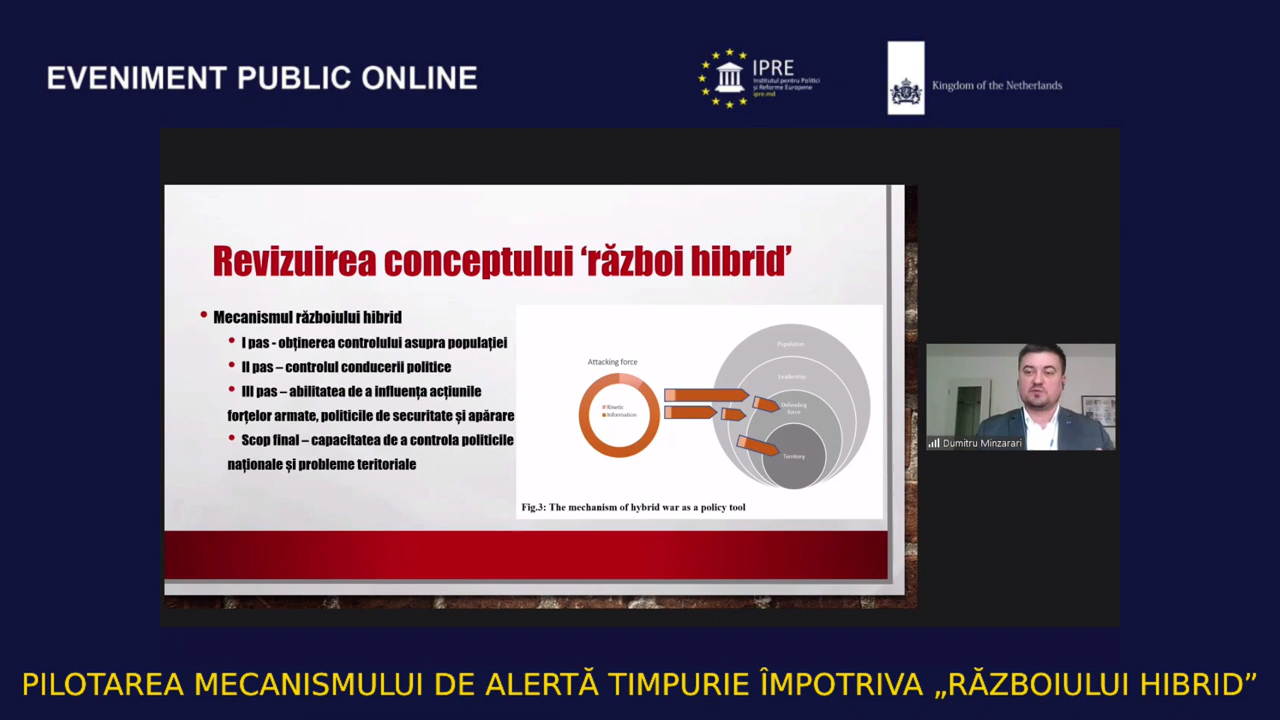 EVENIMENT PUBLIC ONLINE
IPRE
Institutul pentru Politici
și Reforme Europene
ipre.md
Kingdom of the Netherlands
Revizuirea conceptului ‘război hibrid’
• Mecanismul războiului hibrid
• I pas - obținerea controlului asupra populației
• II pas – controlul conducerii politice
• III pas – abilitatea de a influența acțiunile
forțelor armate, politicile de securitate și apărare
• Scop final – capacitatea de a controla politicile
naționale și probleme teritoriale
Attacking force
Kinetic
Information
Population
Leadership
Defending
force
Territory
Fig.3: The mechanism of hybrid war as a policy tool
Dumitru Minzarari
PILOTAREA MECANISMULUI DE ALERTĂ TIMPURIE ÎMPOTRIVA „RĂZBOIULUI HIBRID”